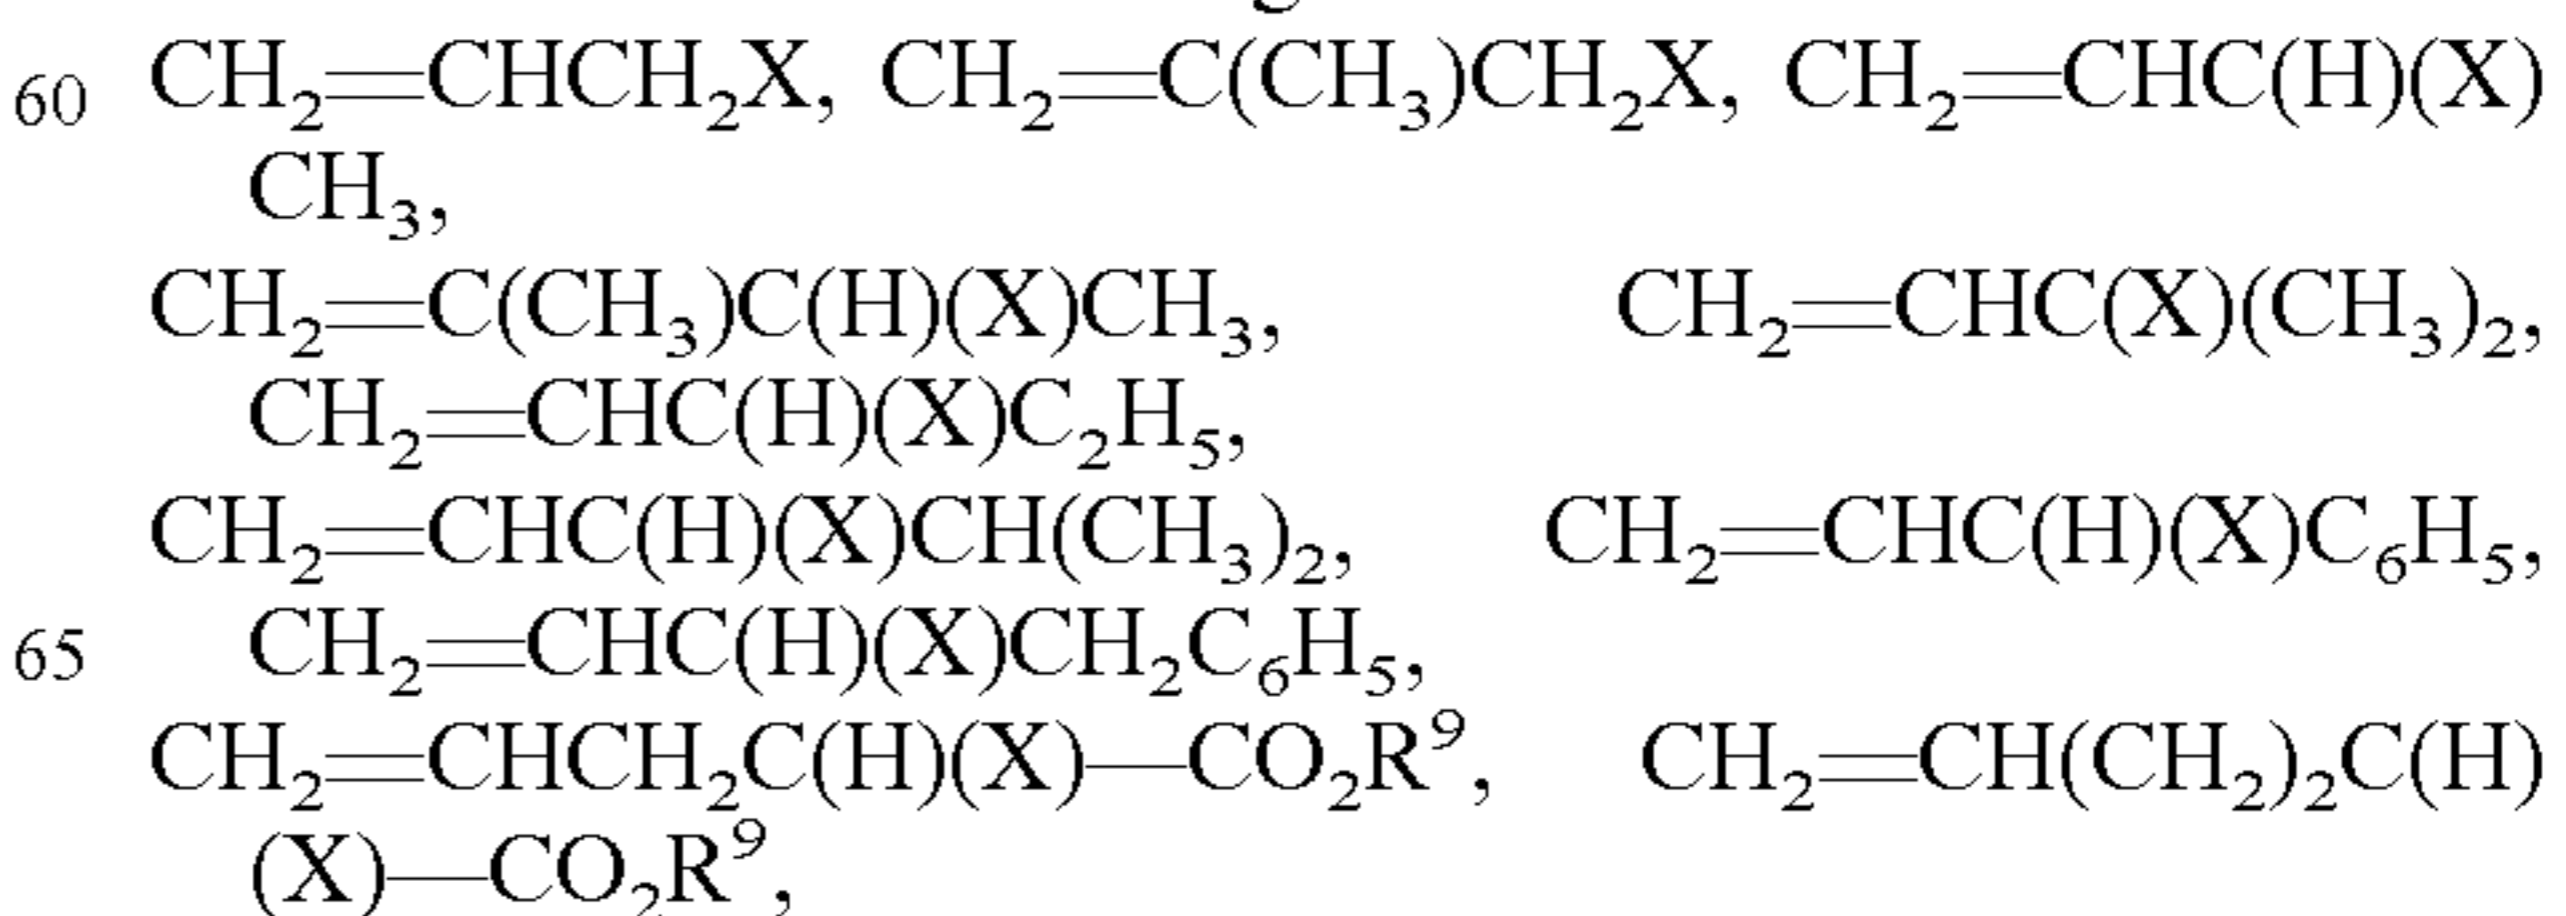 60 CH₂=CHCH₂X, CH₂=C(CH₃)CH₂X, CH₂=CHC(H)(X)
CH₃,
CH₂=C(CH₃)C(H)(X)CH₃, CH₂=CHC(X)(CH₃)₂,
CH₂=CHC(H)(X)C₂H₅,
CH₂=CHC(H)(X)CH(CH₃)₂, CH₂=CHC(H)(X)C₆H₅,
65 CH₂=CHC(H)(X)CH₂C₆H₅,
CH₂=CHCH₂C(H)(X)—CO₂R⁹, CH₂=CH(CH₂)₂C(H)
(X)—CO₂R⁹,